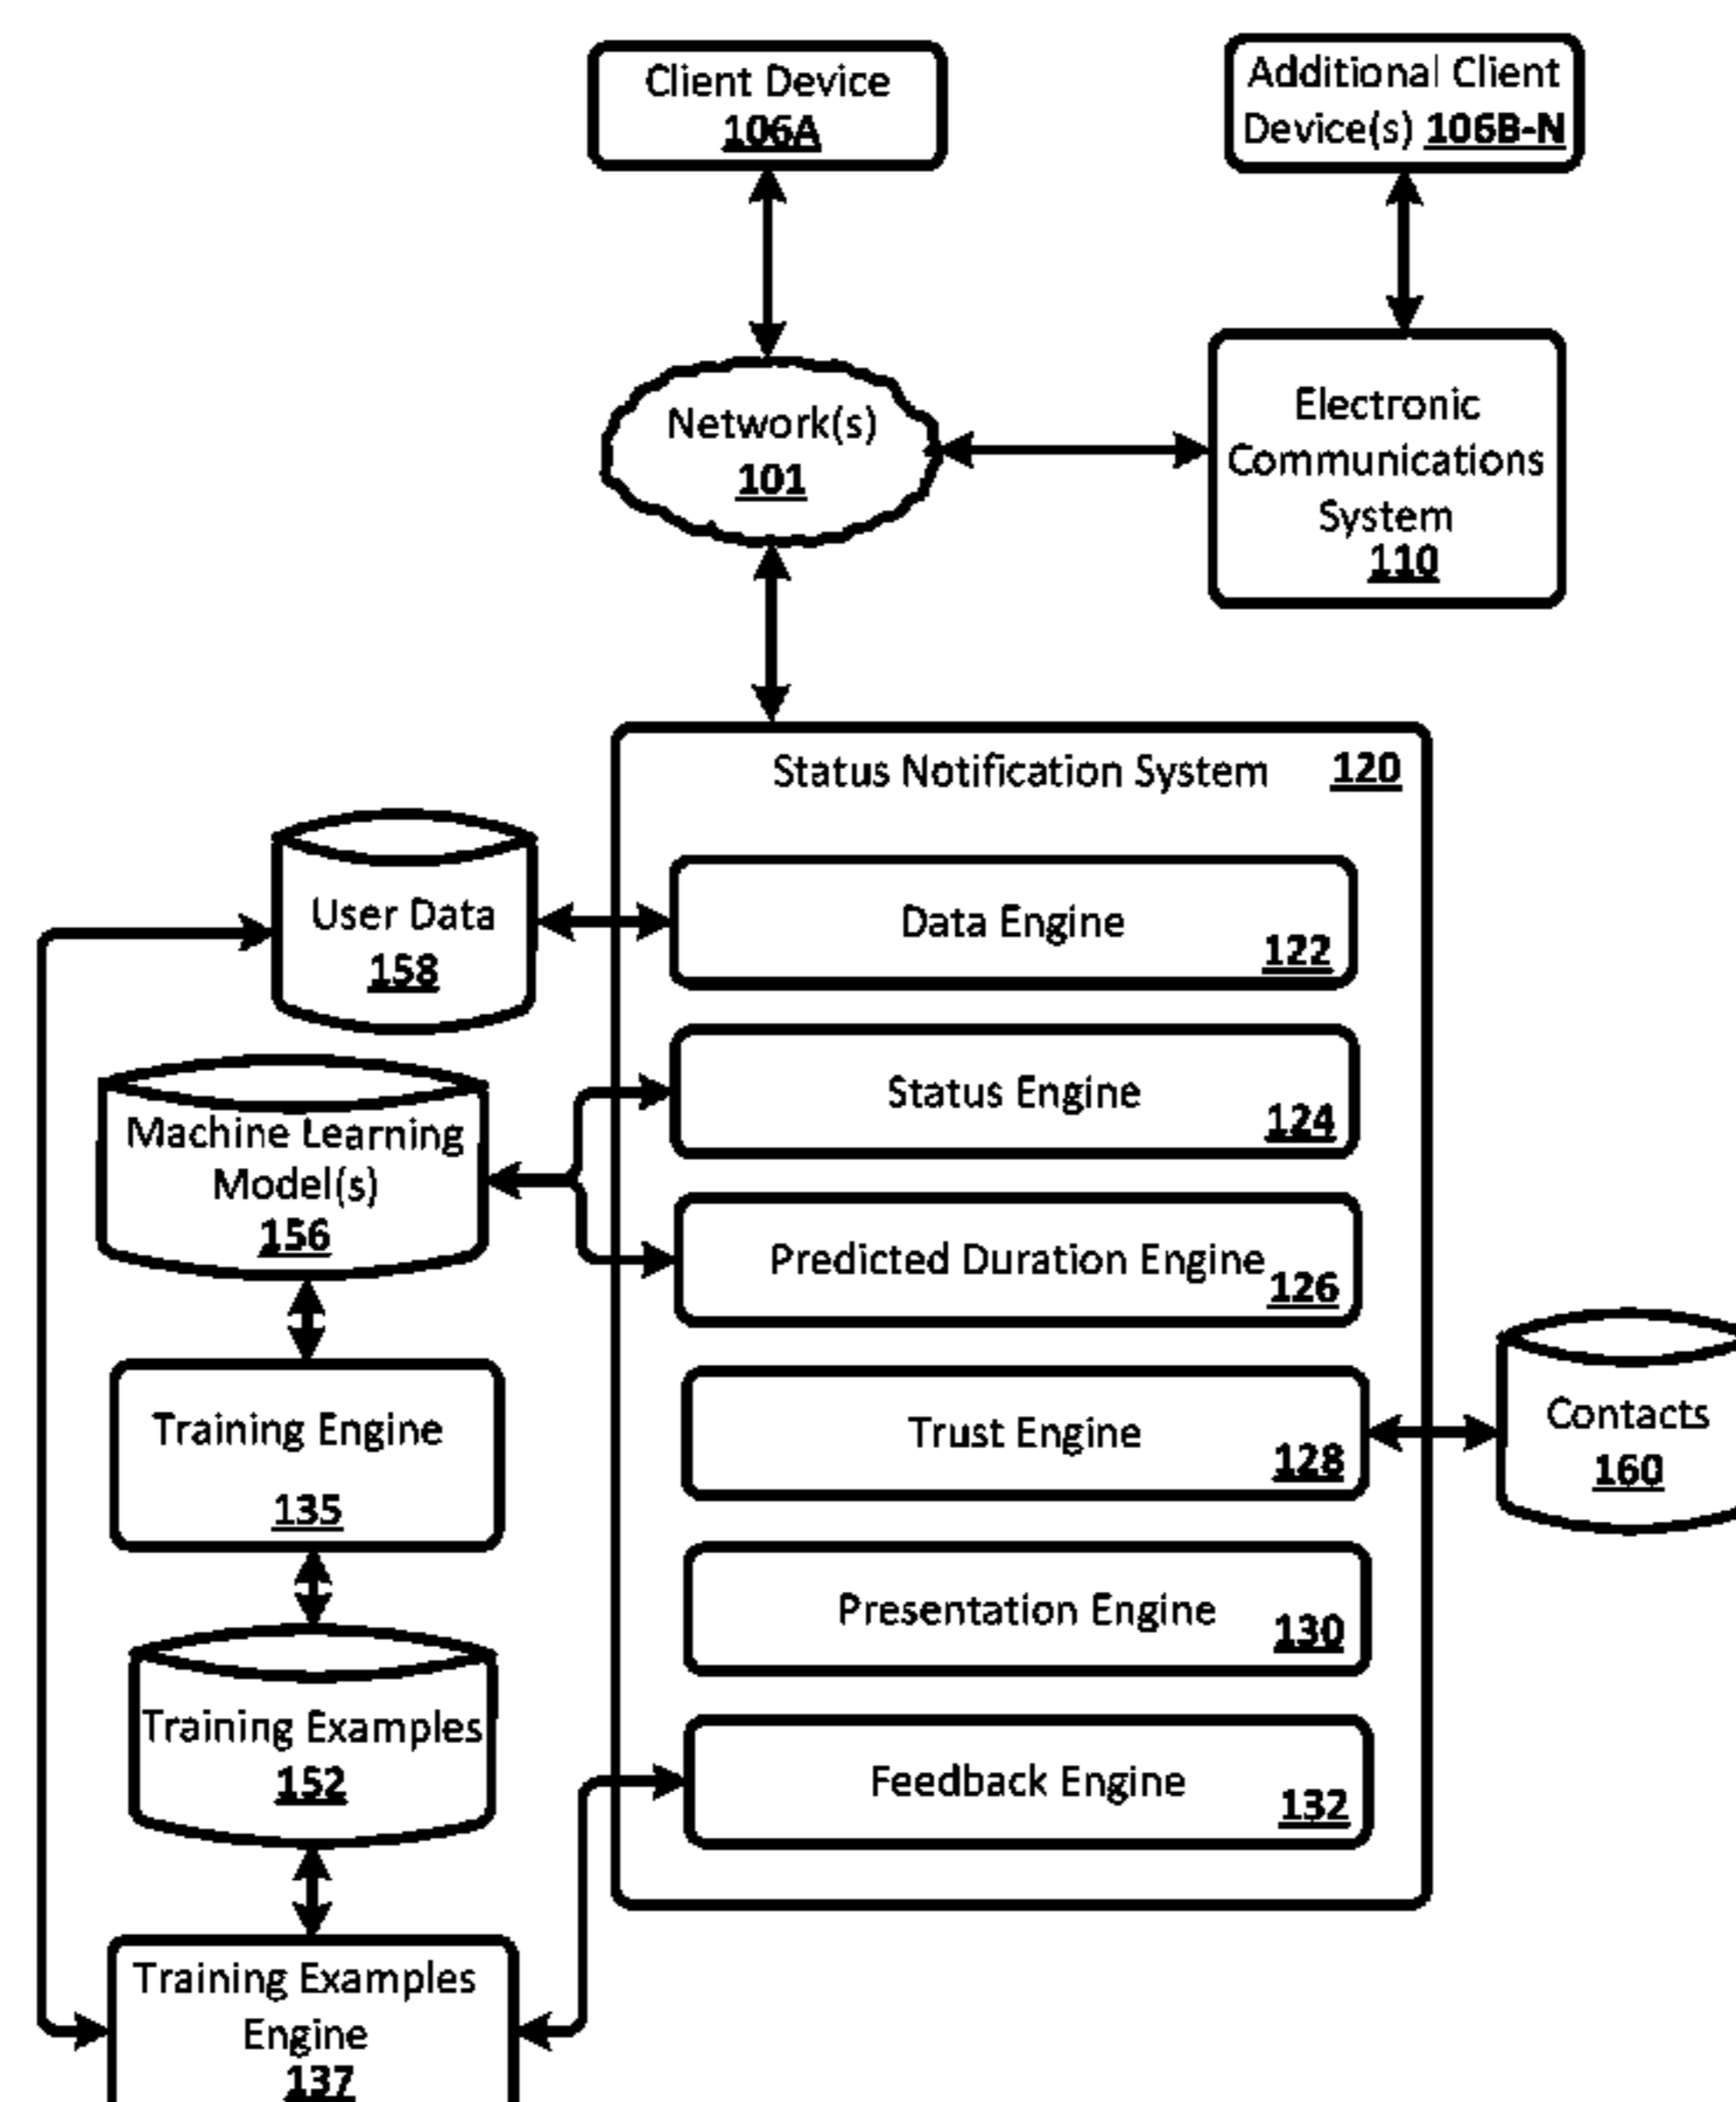 Client Device
106A
Additional Client
Device(s) 106B-N
Network(s)
101
Electronic
Communications
System
110
Status Notification System 120
User Data
158
Data Engine
122
Machine Learning
Model(s)
156
Status Engine
124
Predicted Duration Engine
126
Training Engine
135
Trust Engine
128
Contacts
160
Presentation Engine
130
Training Examples
152
Feedback Engine
132
Training Examples
Engine
137